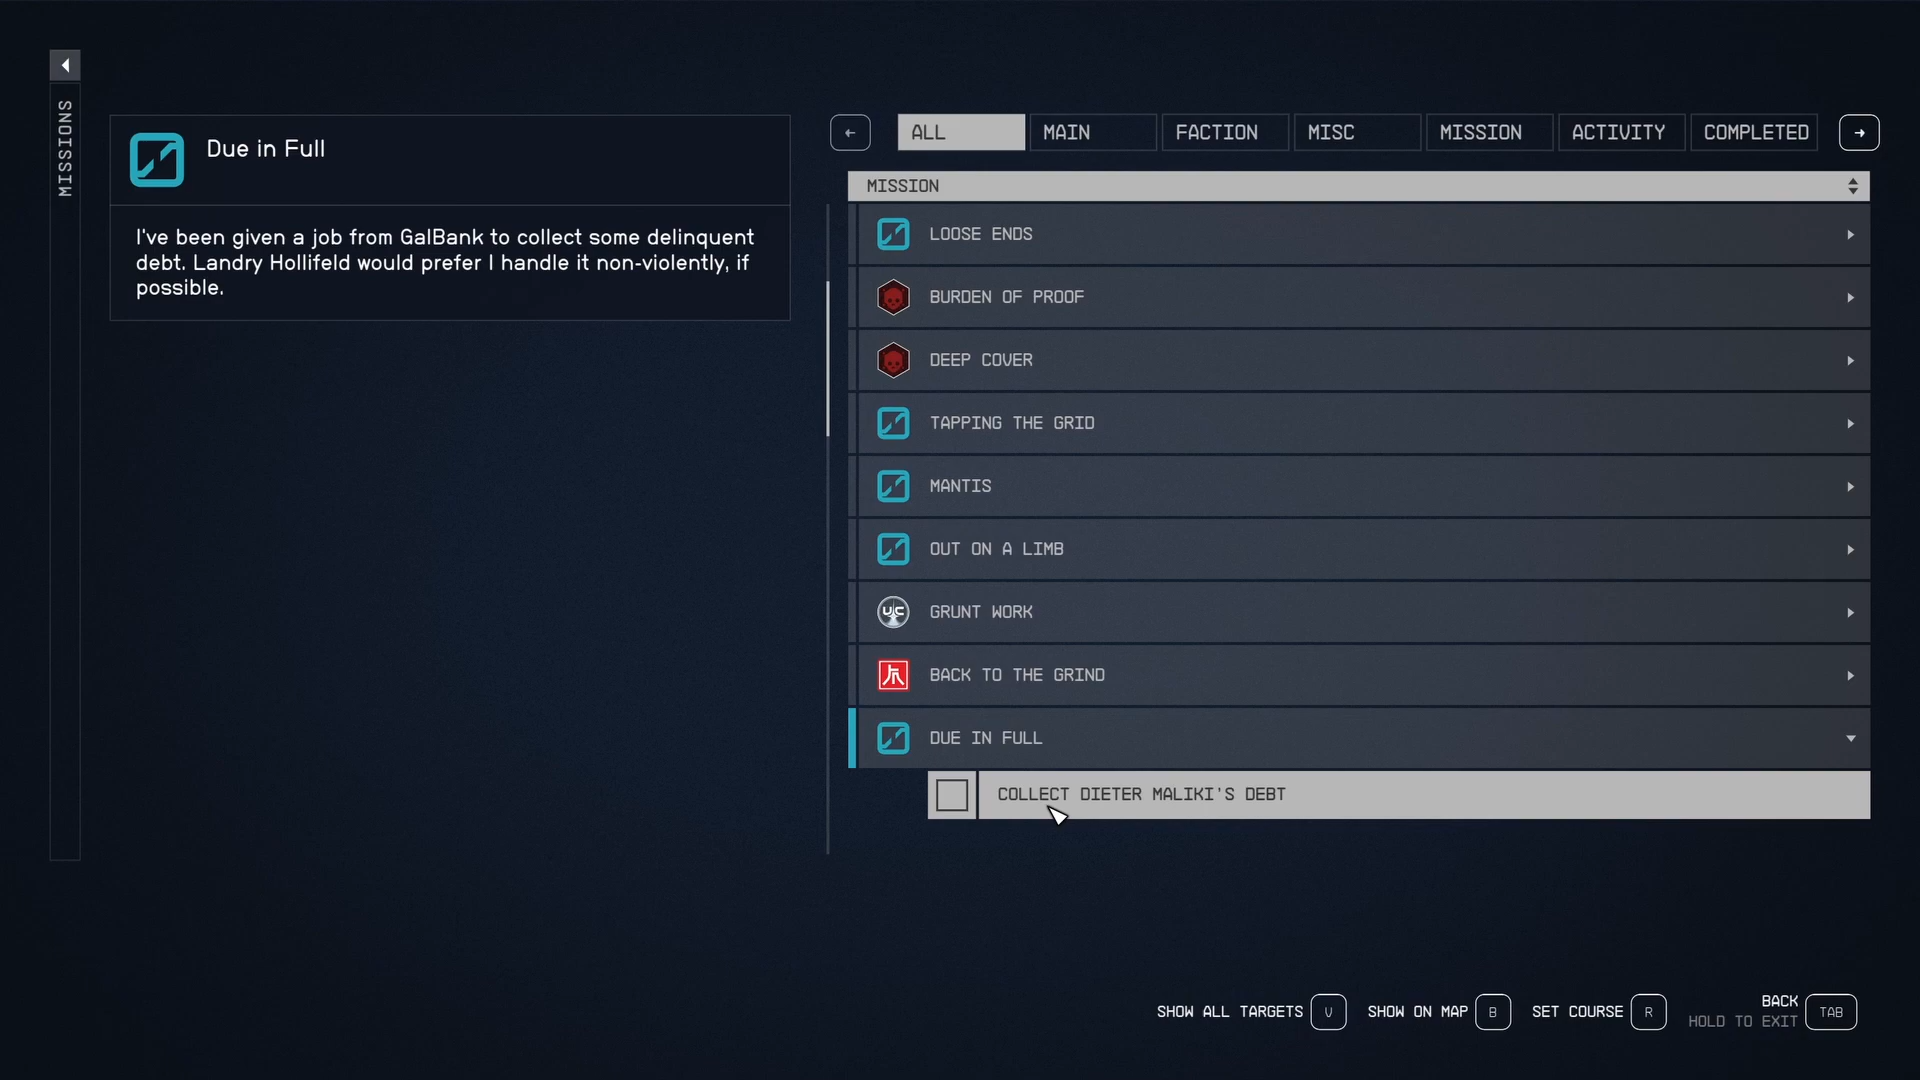 MISSIONS
Due in Full
I've been given a job from GalBank to collect some delinquent
debt. Landry Hollifeld would prefer I handle it non-violently, if
possible.
ALL MAIN FACTION MISC MISSION ACTIVITY COMPLETED
MISSION
LOOSE ENDS
BURDEN OF PROOF
DEEP COVER
TAPPING THE GRID
MANTIS
OUT ON A LIMB
UC GRUNT WORK
BACK TO THE GRIND
DUE IN FULL
COLLECT DIETER MALIKI'S DEBT
SHOW ALL TARGETS V SHOW ON MAP B SET COURSE R BACK TAB
HOLD TO EXIT